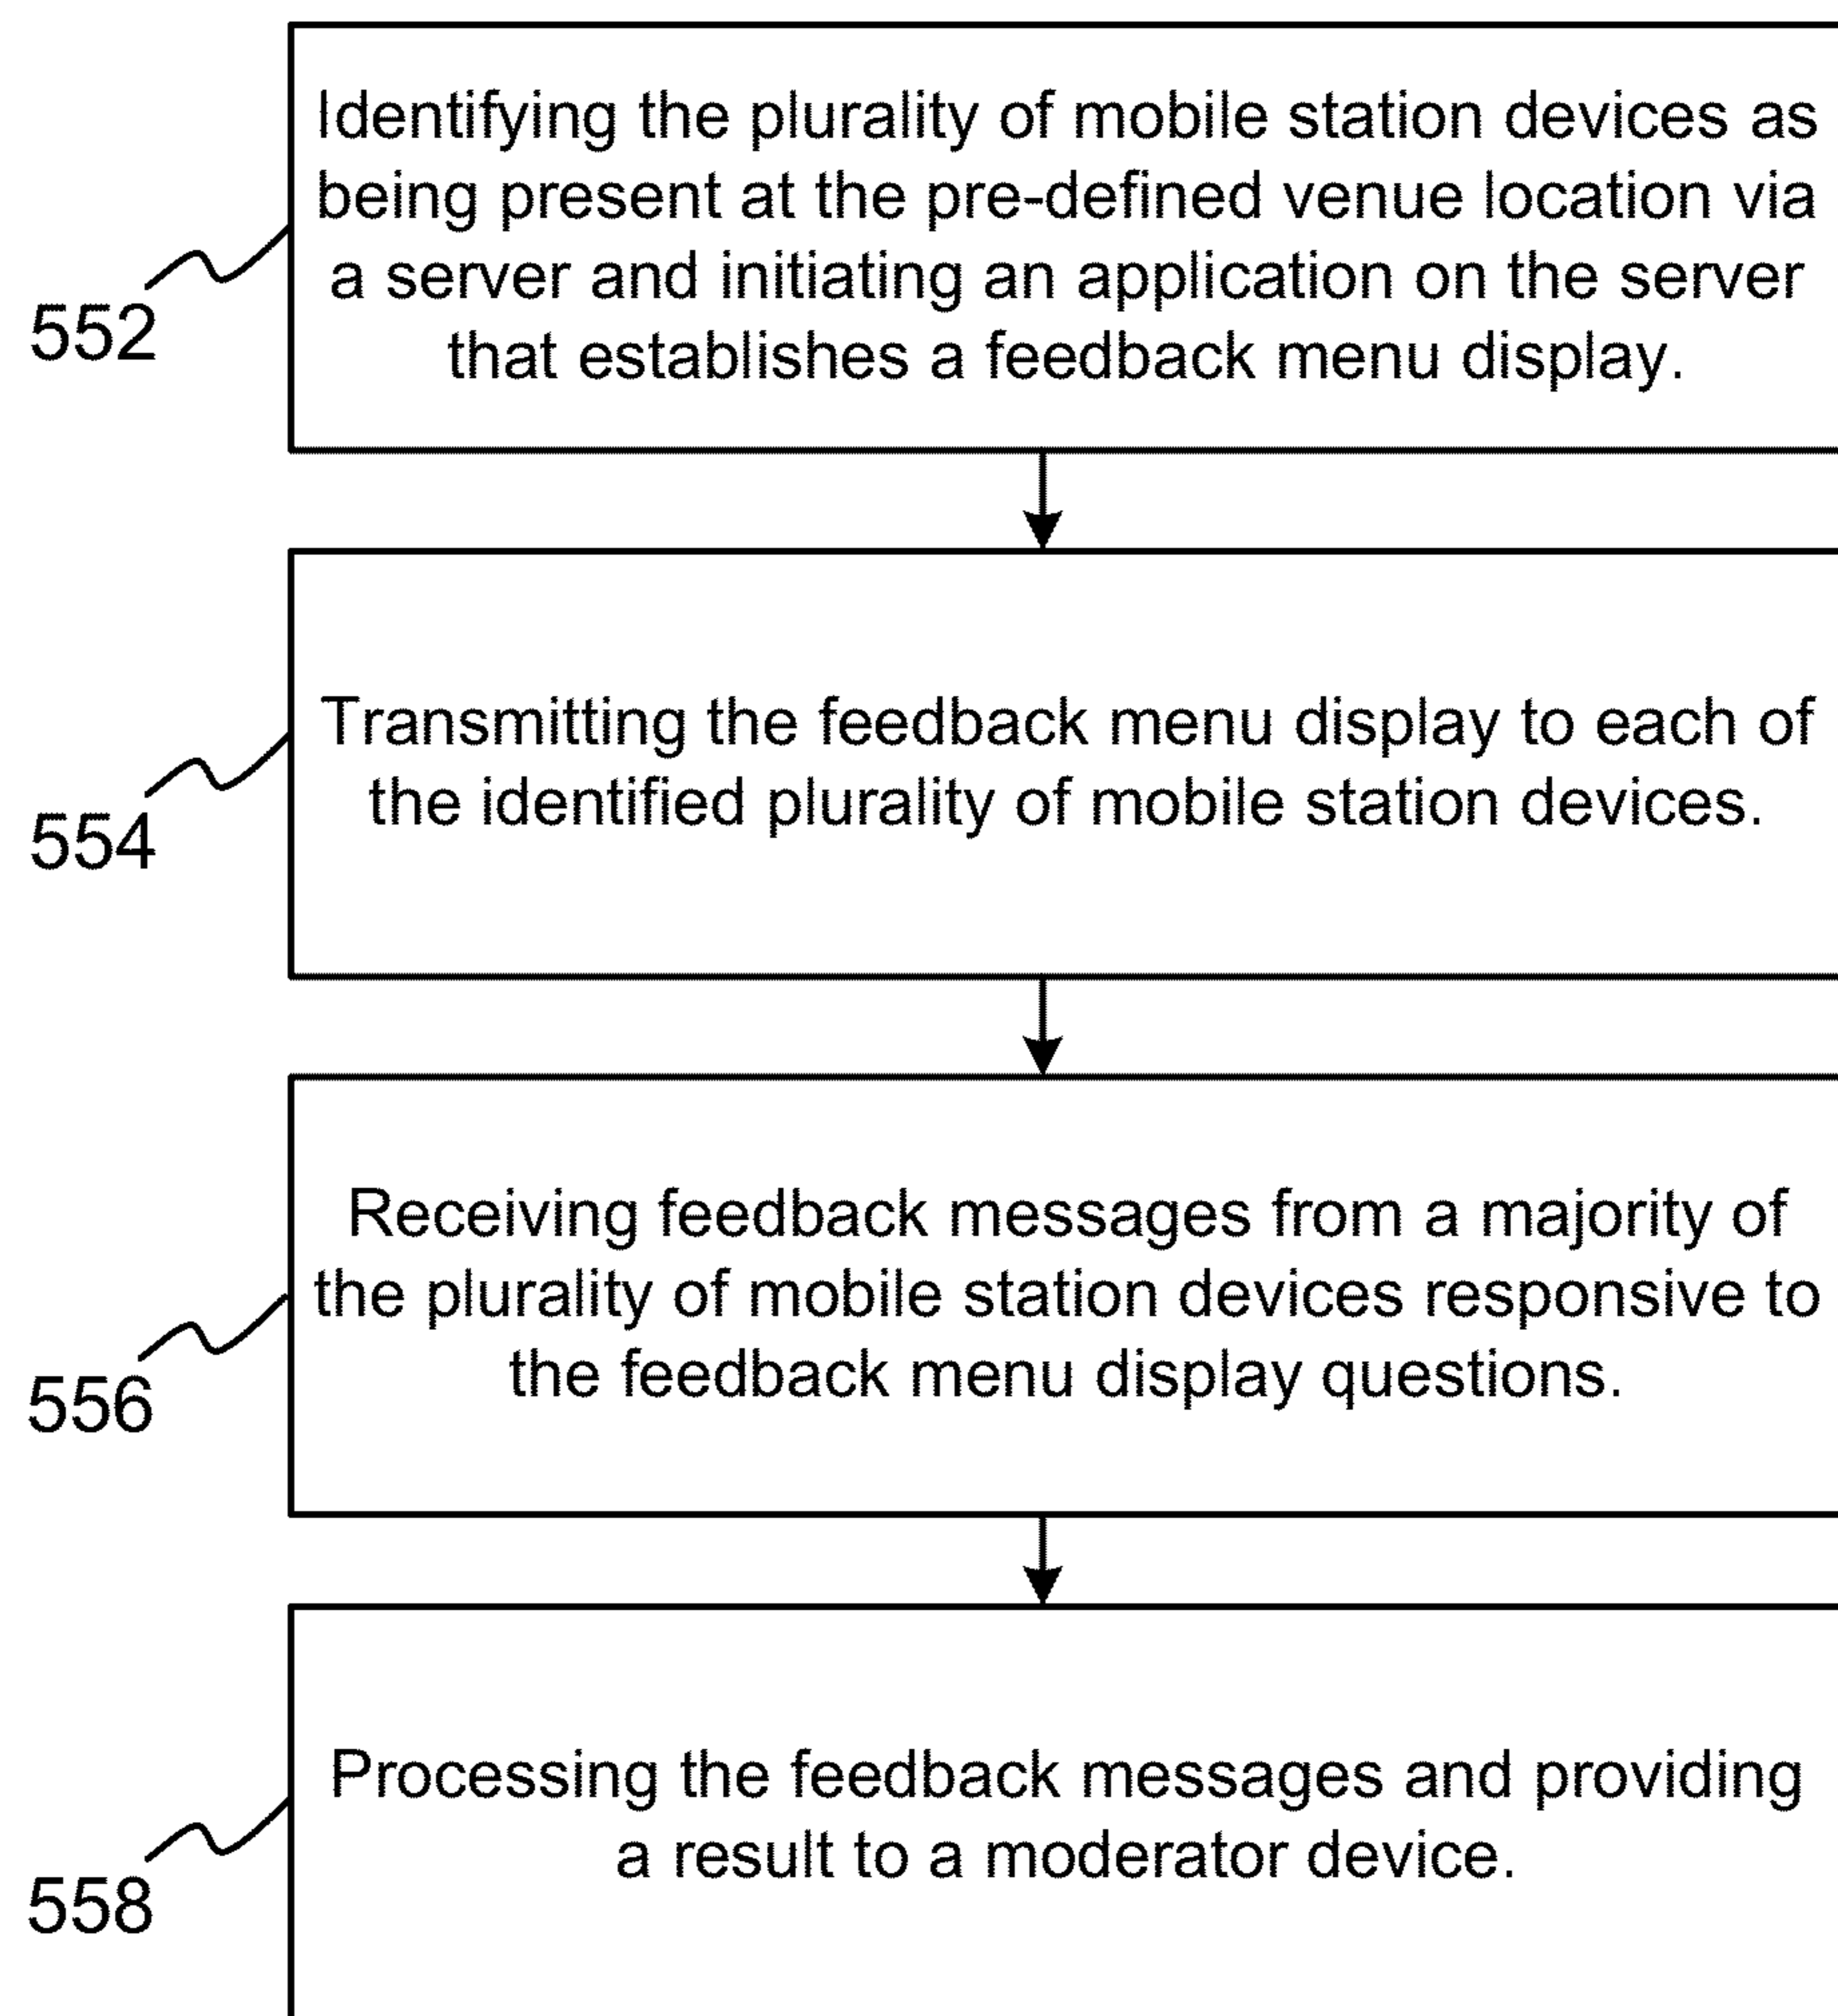 Identifying the plurality of mobile station devices as
being present at the pre-defined venue location via
a server and initiating an application on the server
that establishes a feedback menu display.
552
Transmitting the feedback menu display to each of
the identified plurality of mobile station devices.
554
Receiving feedback messages from a majority of
the plurality of mobile station devices responsive to
the feedback menu display questions.
556
Processing the feedback messages and providing
a result to a moderator device.
558